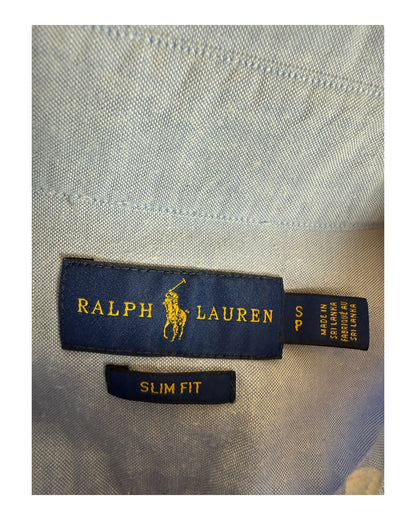 RALPH LAUREN
S
P
MADE IN
SRI LANKA
FABRIQUÉ AU
SRI LANKA
SLIM FIT